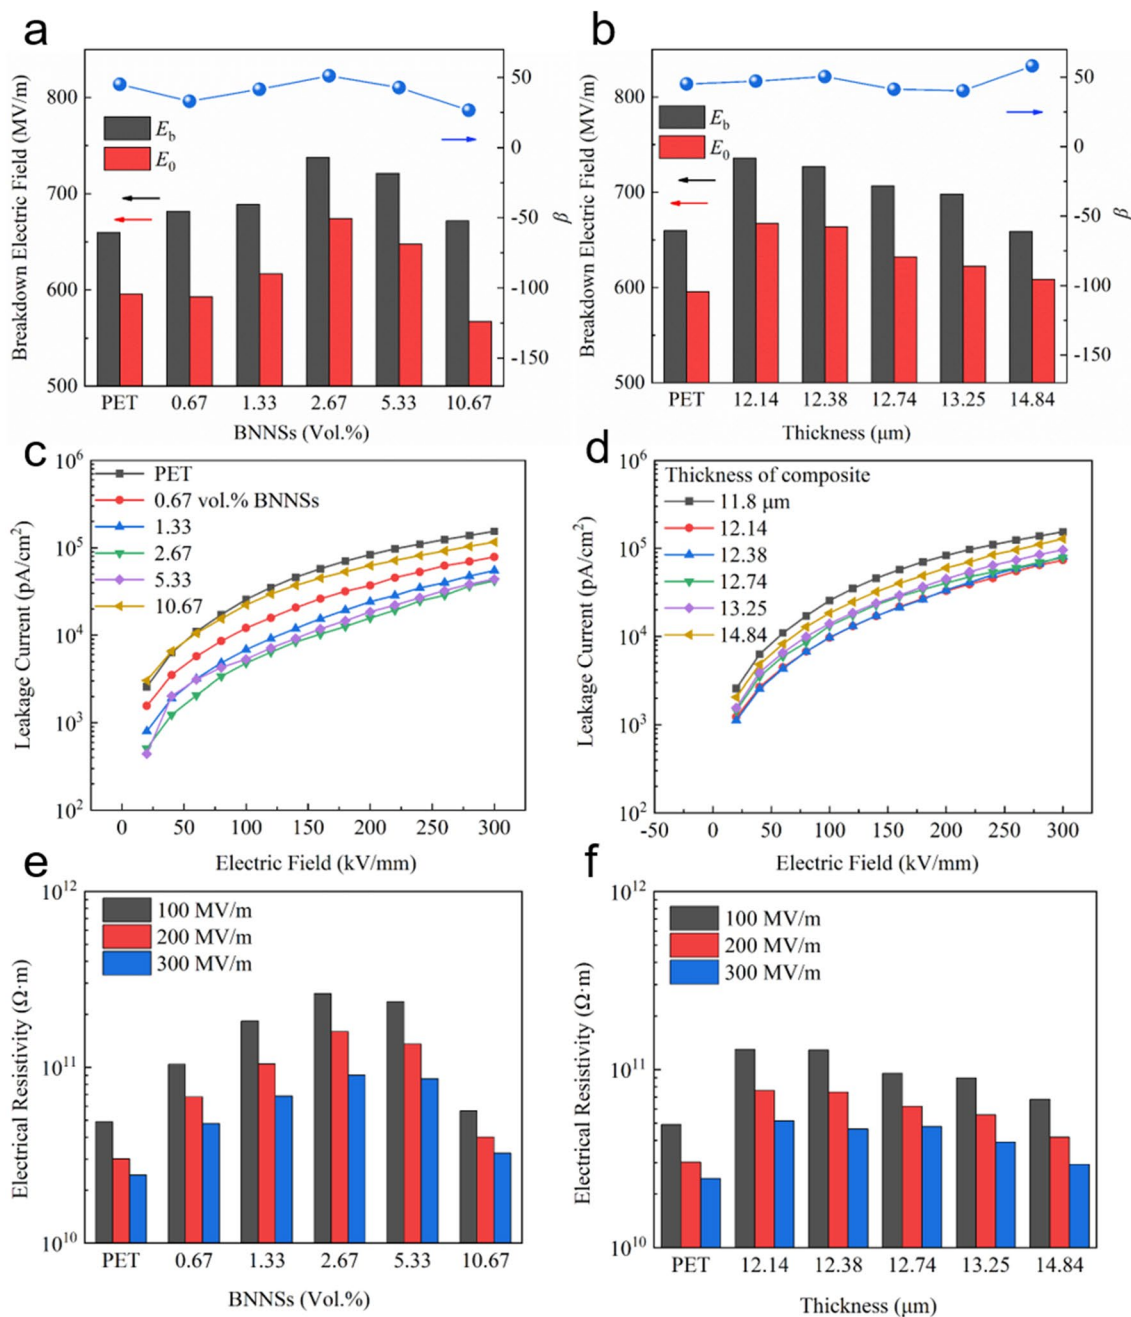 a
Breakdown Electric Field (MV/m)
800
700
600
500
E_b
E_0
50
0
-50
-100
-150
β
PET 0.67 1.33 2.67 5.33 10.67
BNNSs (Vol.%)
b
Breakdown Electric Field (MV/m)
800
700
600
500
E_b
E_0
50
0
-50
-100
-150
β
PET 12.14 12.38 12.74 13.25 14.84
Thickness (μm)
c
Leakage Current (pA/cm²)
10⁶
10⁵
10⁴
10³
10²
PET
0.67 vol.% BNNSs
1.33
2.67
5.33
10.67
0 50 100 150 200 250 300
Electric Field (kV/mm)
d
Leakage Current (pA/cm²)
10⁶
10⁵
10⁴
10³
10²
Thickness of composite
11.8 μm
12.14
12.38
12.74
13.25
14.84
-50 0 50 100 150 200 250 300
Electric Field (kV/mm)
e
Electrical Resistivity (Ω·m)
10¹²
10¹¹
10¹⁰
100 MV/m
200 MV/m
300 MV/m
PET 0.67 1.33 2.67 5.33 10.67
BNNSs (Vol.%)
f
Electrical Resistivity (Ω·m)
10¹²
10¹¹
10¹⁰
100 MV/m
200 MV/m
300 MV/m
PET 12.14 12.38 12.74 13.25 14.84
Thickness (μm)